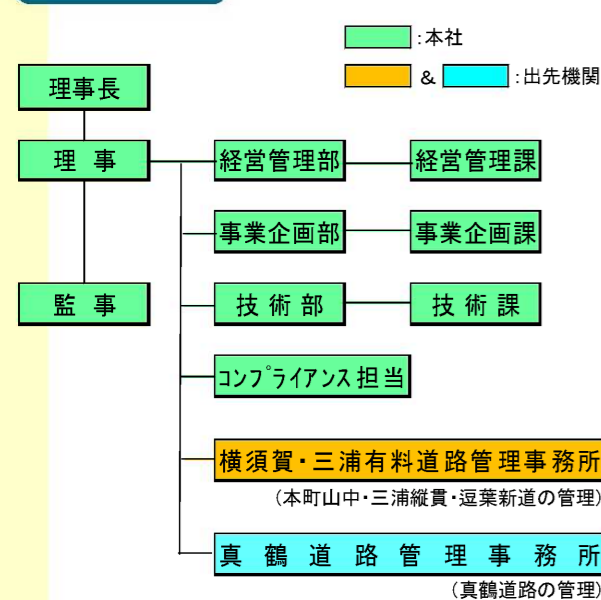 :本社
&
:出先機関
理事長
理事
経営管理部
経営管理課
事業企画部
事業企画課
監事
技術部
技術課
コンプライアンス担当
横須賀・三浦有料道路管理事務所
(本町山中・三浦縦貫・逗葉新道の管理)
真鶴道路管理事務所
(真鶴道路の管理)